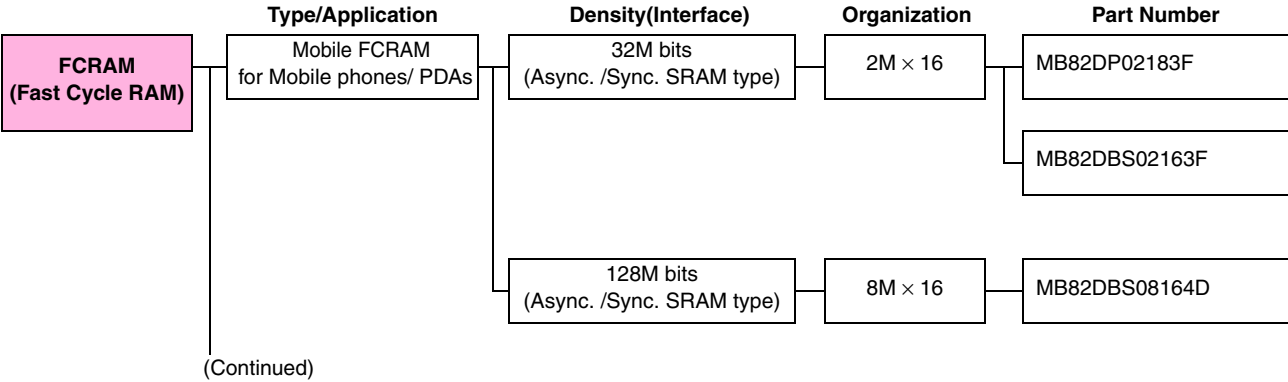 Type/Application
Density(Interface)
Organization
Part Number
FCRAM
(Fast Cycle RAM)
Mobile FCRAM
for Mobile phones/ PDAs
32M bits
(Async. /Sync. SRAM type)
2M × 16
MB82DP02183F
MB82DBS02163F
128M bits
(Async. /Sync. SRAM type)
8M × 16
MB82DBS08164D
(Continued)